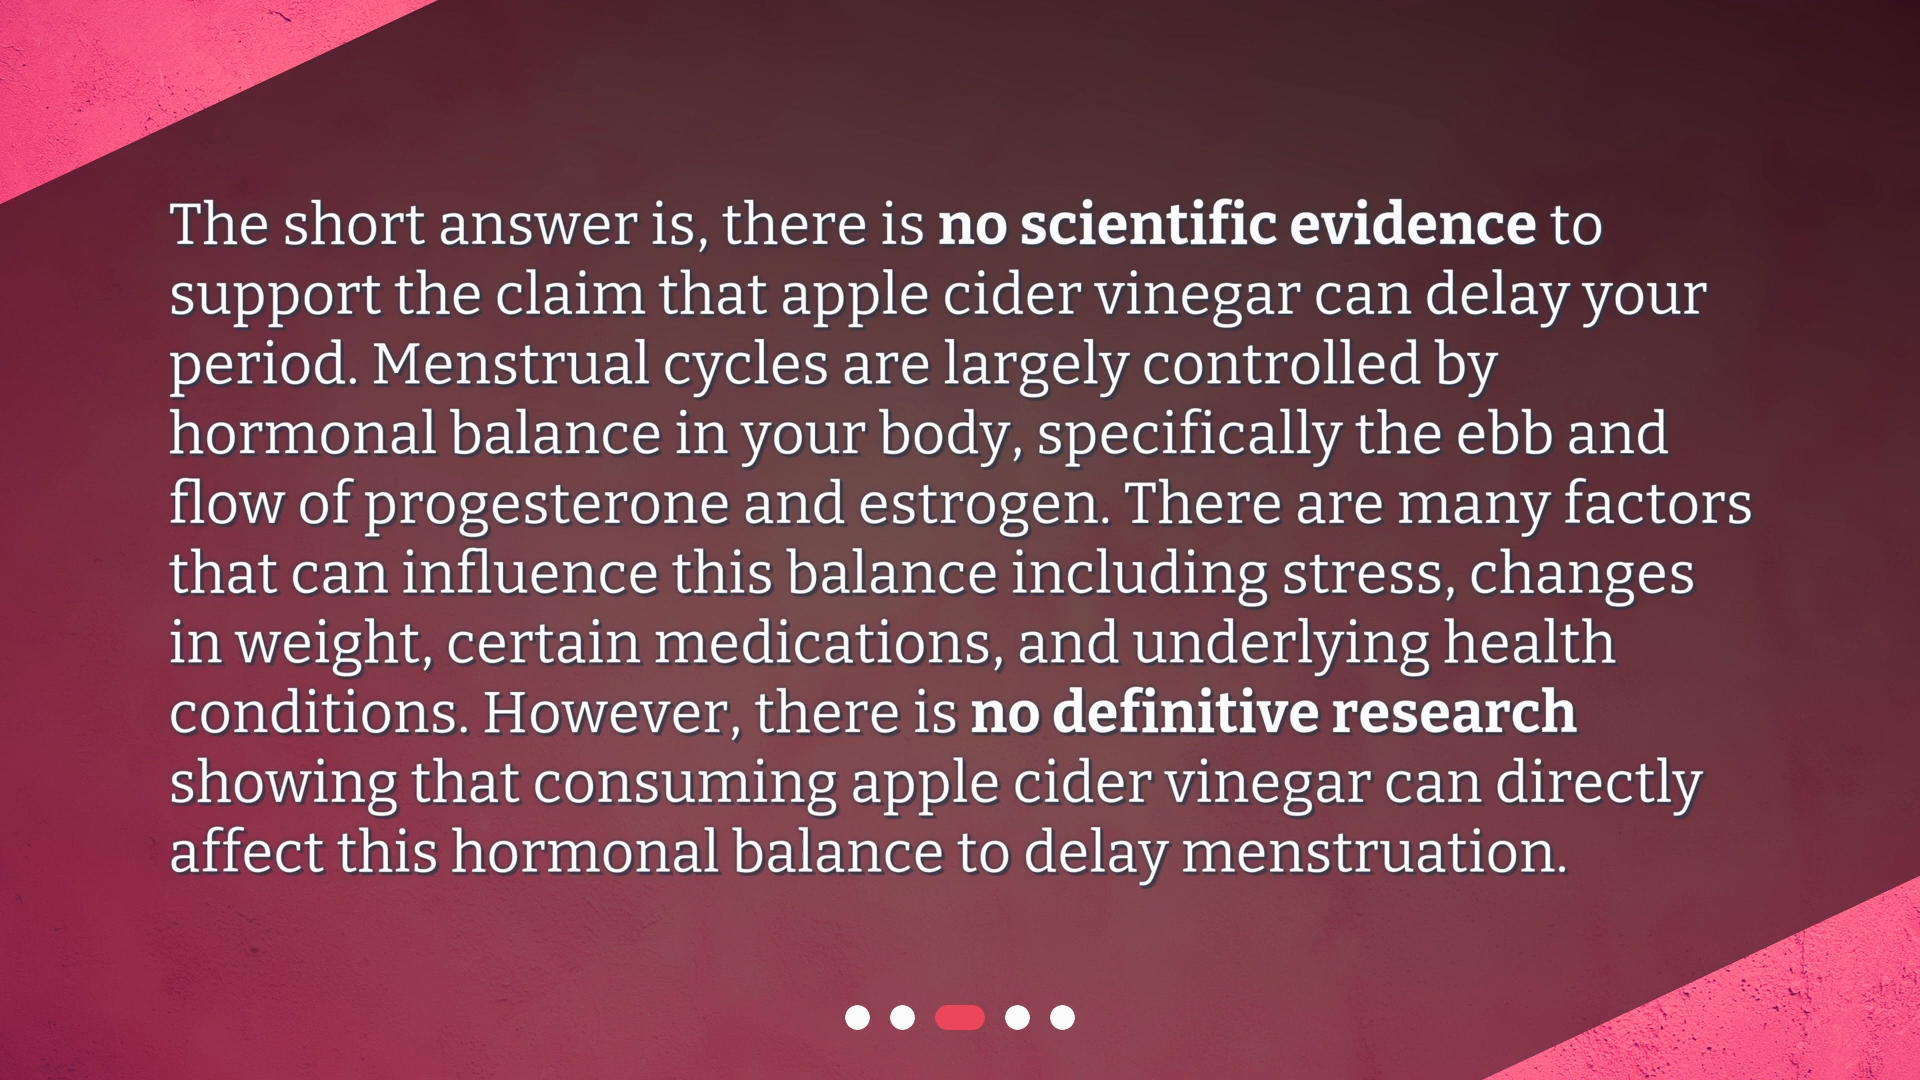 The short answer is, there is no scientific evidence to
support the claim that apple cider vinegar can delay your
period. Menstrual cycles are largely controlled by
hormonal balance in your body, specifically the ebb and
flow of progesterone and estrogen. There are many factors
that can influence this balance including stress, changes
in weight, certain medications, and underlying health
conditions. However, there is no definitive research
showing that consuming apple cider vinegar can directly
affect this hormonal balance to delay menstruation.